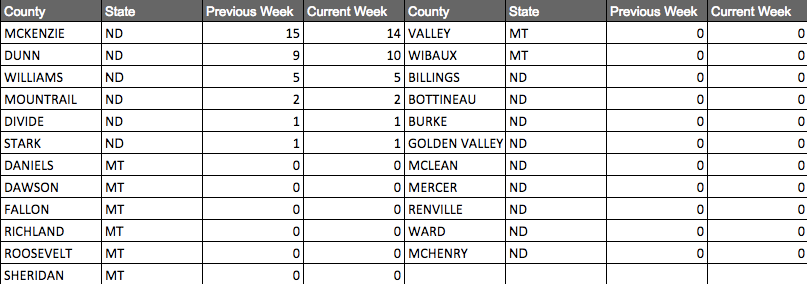 County State Previous Week Current Week County State Previous Week Current Week
MCKENZIE ND 15 14 VALLEY MT 0 0
DUNN ND 9 10 WIBAUX MT 0 0
WILLIAMS ND 5 5 BILLINGS ND 0 0
MOUNTRAIL ND 2 2 BOTTINEAU ND 0 0
DIVIDE ND 1 1 BURKE ND 0 0
STARK ND 1 1 GOLDEN VALLEY ND 0 0
DANIELS MT 0 0 MCLEAN ND 0 0
DAWSON MT 0 0 MERCER ND 0 0
FALLON MT 0 0 RENVILLE ND 0 0
RICHLAND MT 0 0 WARD ND 0 0
ROOSEVELT MT 0 0 MCHENRY ND 0 0
SHERIDAN MT 0 0